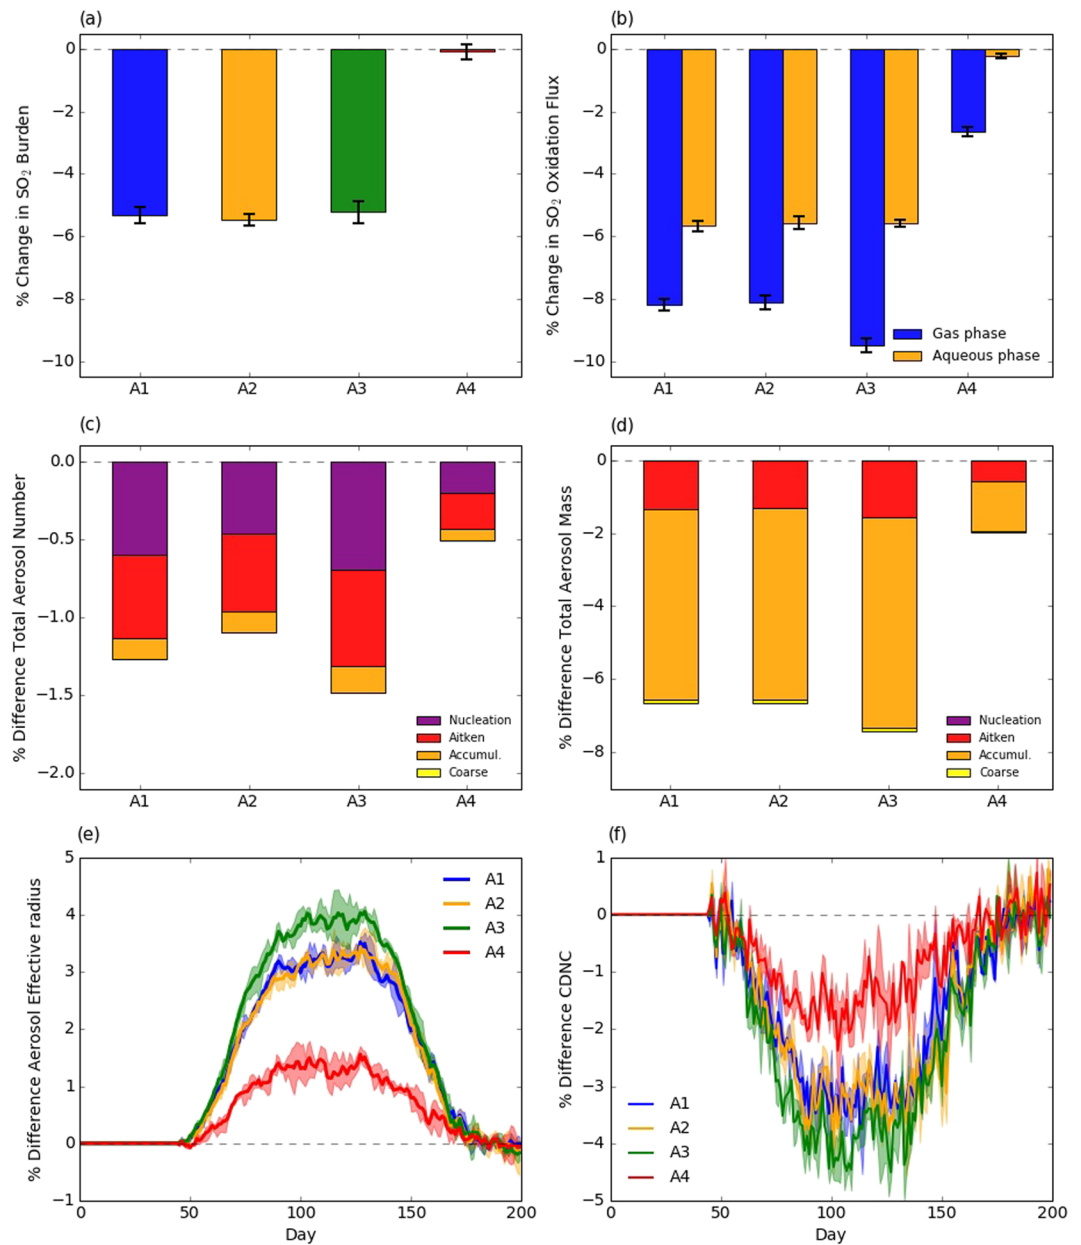 (a)
% Change in SO₂ Burden
0
−2
−4
−6
−8
−10
A1 A2 A3 A4
(b)
% Change in SO₂ Oxidation Flux
0
−2
−4
−6
−8
−10
Gas phase
Aqueous phase
A1 A2 A3 A4
(c)
% Difference Total Aerosol Number
0.0
−0.5
−1.0
−1.5
−2.0
Nucleation
Aitken
Accumul.
Coarse
A1 A2 A3 A4
(d)
% Difference Total Aerosol Mass
0
−2
−4
−6
−8
Nucleation
Aitken
Accumul.
Coarse
A1 A2 A3 A4
(e)
% Difference Aerosol Effective radius
5
4
3
2
1
0
−1
A1
A2
A3
A4
0 50 100 150 200
Day
(f)
% Difference CDNC
1
0
−1
−2
−3
−4
−5
A1
A2
A3
A4
0 50 100 150 200
Day